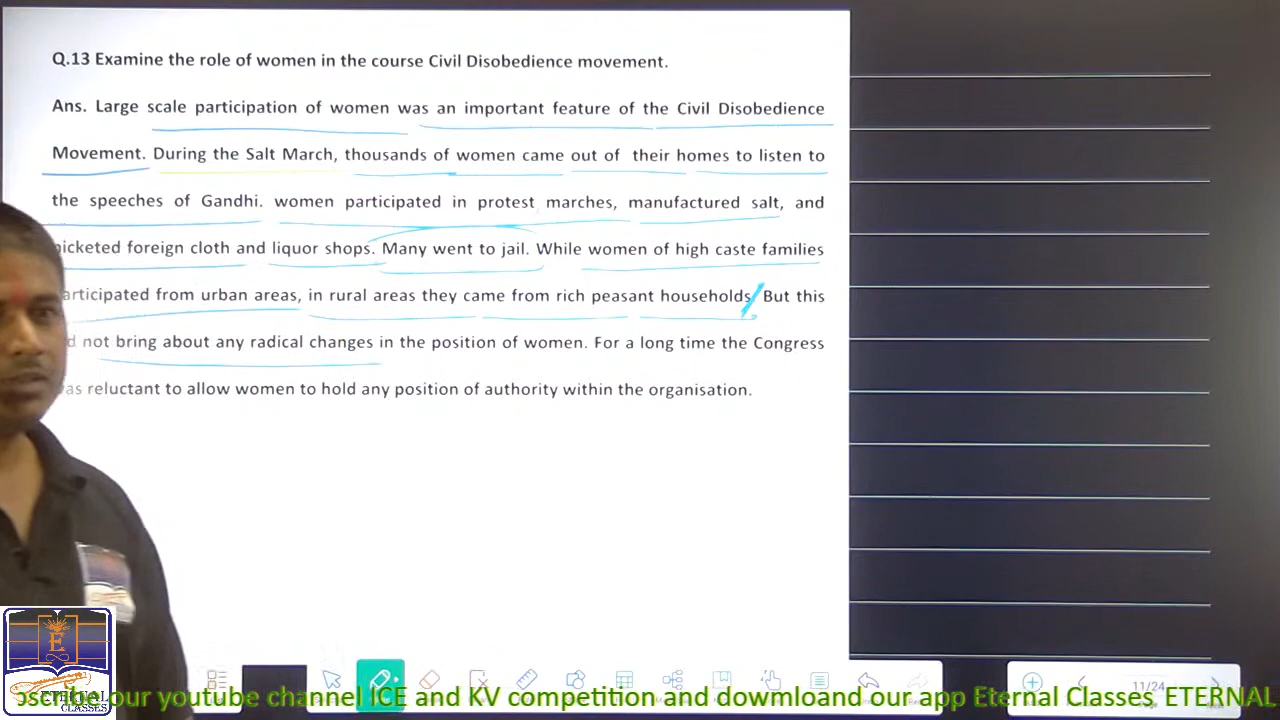 Q.13 Examine the role of women in the course Civil Disobedience movement.
Ans. Large scale participation of women was an important feature of the Civil Disobedience
Movement. During the Salt March, thousands of women came out of their homes to listen to
the speeches of Gandhi. women participated in protest marches, manufactured salt, and
picketed foreign cloth and liquor shops. Many went to jail. While women of high caste families
participated from urban areas, in rural areas they came from rich peasant households. But this
not bring about any radical changes in the position of women. For a long time the Congress
was reluctant to allow women to hold any position of authority within the organisation.
11/24
E
ETERNAL
CLASSES
our youtube channel ICE and KV competition and dowmloand our app Eternal Classes, ETERNAL